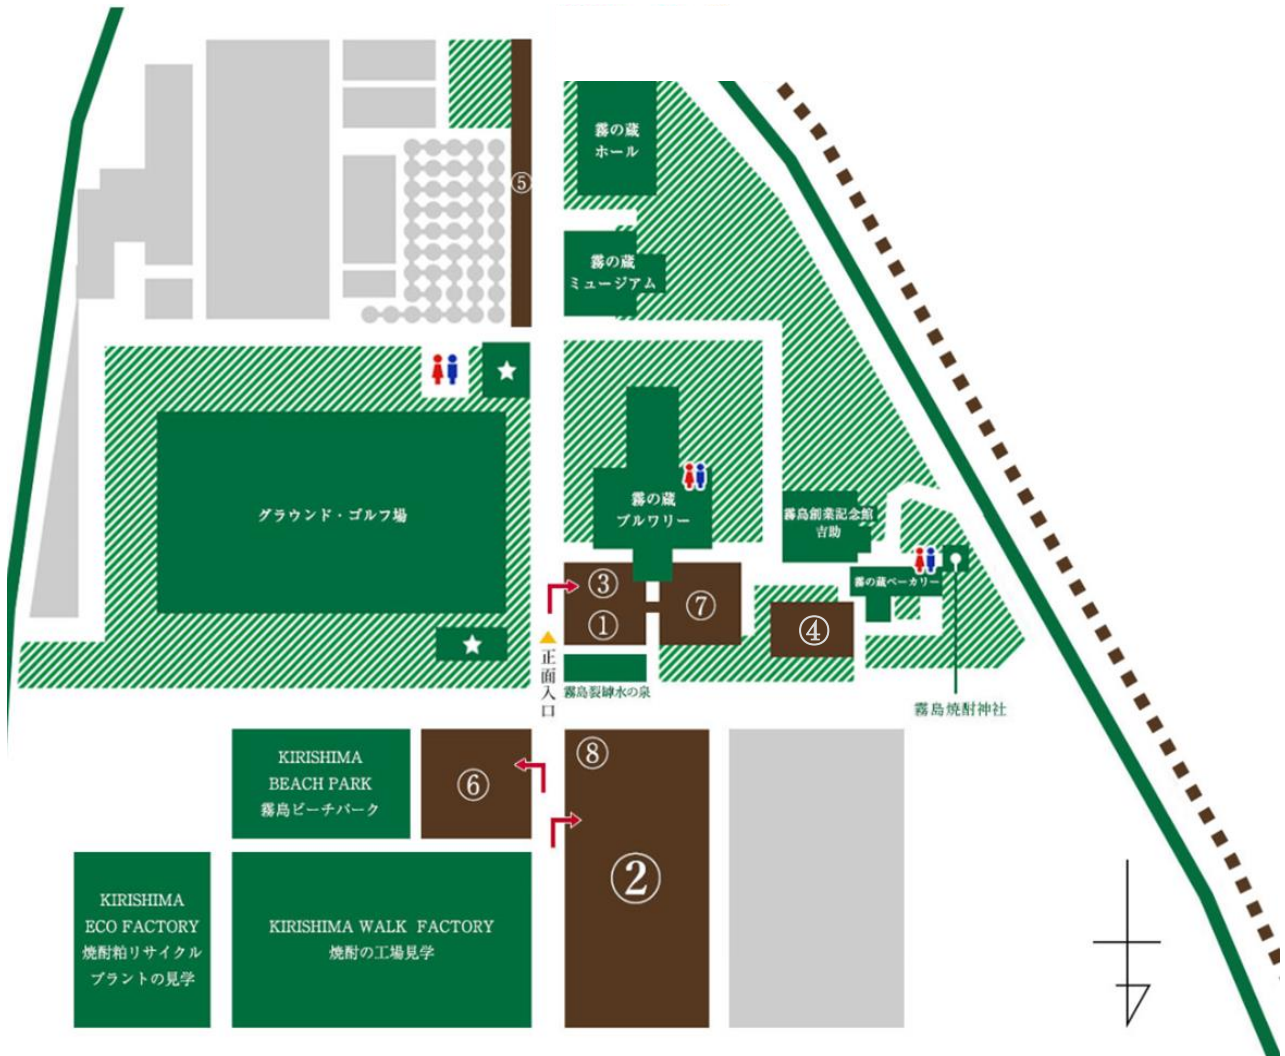 霧の蔵
ホール
⑤
霧の蔵
ミュージアム
グラウンド・ゴルフ場
霧の蔵
ブルワリー
霧島創業記念館
吉助
霧の蔵ベーカリー
③
①
⑦
④
正面入口
霧島裂罅水の泉
霧島焼酎神社
KIRISHIMA
BEACH PARK
霧島ビーチパーク
⑥
⑧
②
KIRISHIMA
ECO FACTORY
焼酎粕リサイクル
プラントの見学
KIRISHIMA WALK FACTORY
焼酎の工場見学